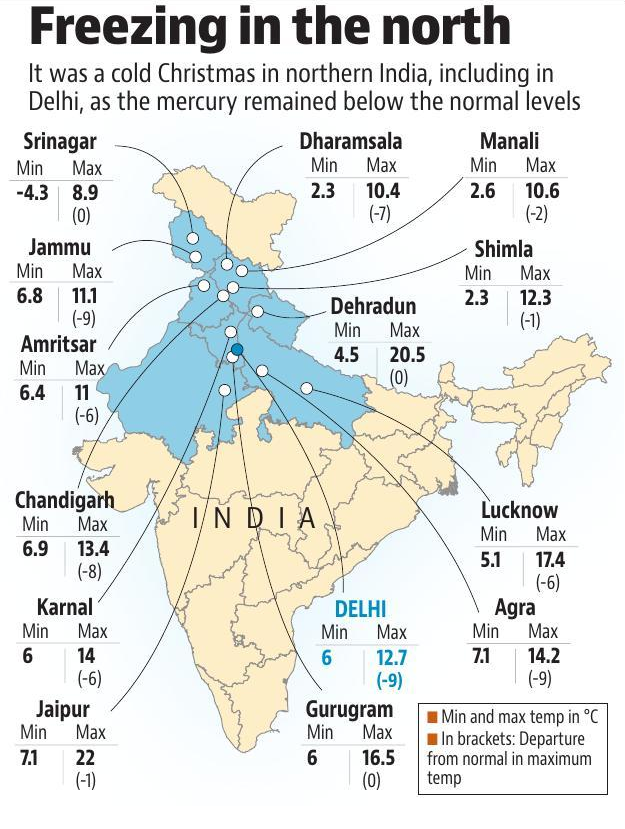 Freezing in the north
It was a cold Christmas in northern India, including in
Delhi, as the mercury remained below the normal levels
Srinagar
Min Max
-4.3 8.9
(0)
Dharamsala
Min Max
2.3 10.4
(-7)
Manali
Min Max
2.6 10.6
(-2)
Jammu
Min Max
6.8 11.1
(-9)
Shimla
Min Max
2.3 12.3
(-1)
Dehradun
Min Max
4.5 20.5
(0)
Amritsar
Min Max
6.4 11
(-6)
Chandigarh
Min Max
6.9 13.4
(-8)
INDIA
Lucknow
Min Max
5.1 17.4
(-6)
Karnal
Min Max
6 14
(-6)
DELHI
Min Max
6 12.7
(-9)
Agra
Min Max
7.1 14.2
(-9)
Jaipur
Min Max
7.1 22
(-1)
Gurugram
Min Max
6 16.5
(0)
Min and max temp in °C
In brackets: Departure
from normal in maximum
temp